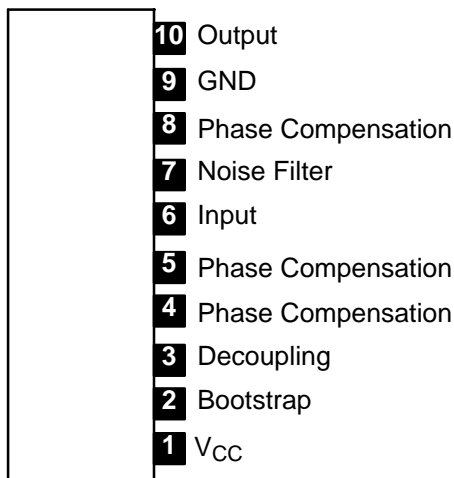 10 Output
9 GND
8 Phase Compensation
7 Noise Filter
6 Input
5 Phase Compensation
4 Phase Compensation
3 Decoupling
2 Bootstrap
1 VCC